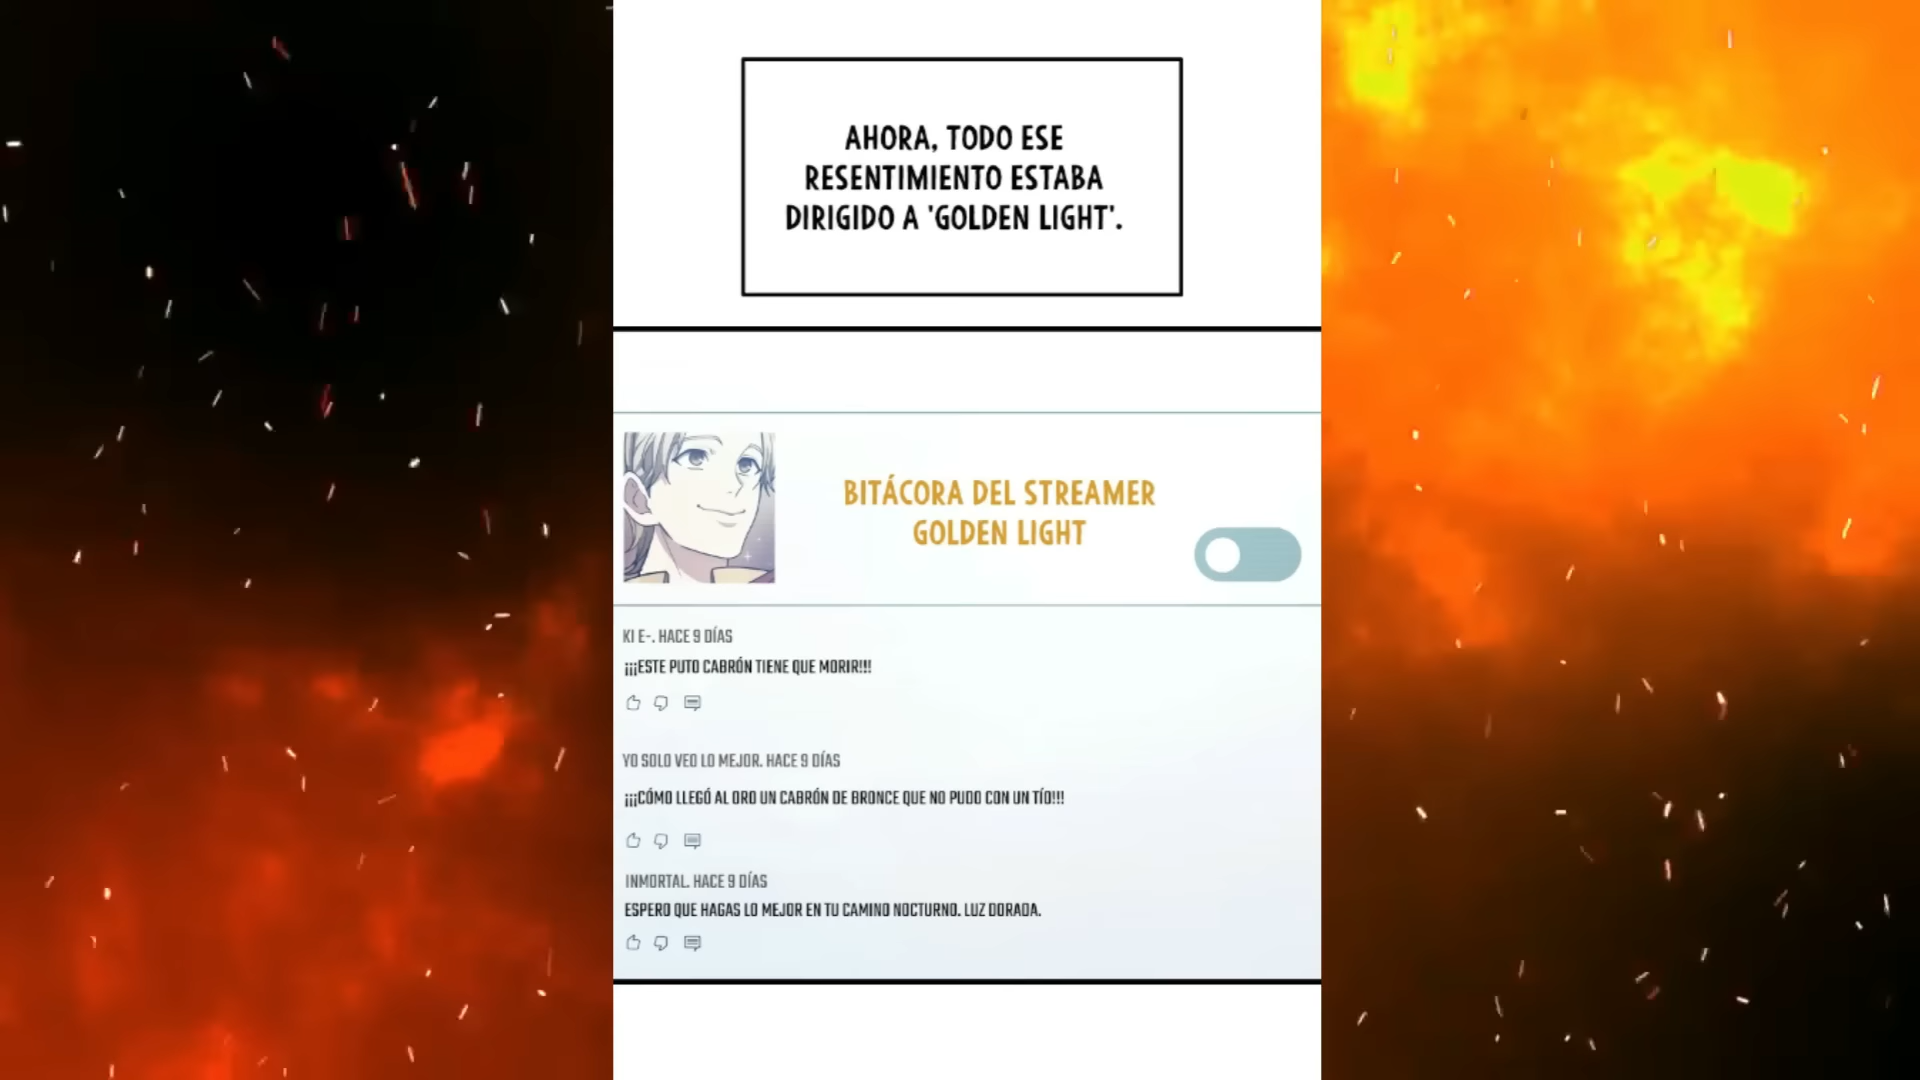 AHORA, TODO ESE
RESENTIMIENTO ESTABA
DIRIGIDO A 'GOLDEN LIGHT'.
BITÁCORA DEL STREAMER
GOLDEN LIGHT
KI E-. HACE 9 DÍAS
¡¡¡ESTE PUTO CABRÓN TIENE QUE MORIR!!!
YO SOLO VEO LO MEJOR. HACE 9 DÍAS
¡¡¡CÓMO LLEGÓ AL ORO UN CABRÓN DE BRONCE QUE NO PUDO CON UN TÍO!!!
INMORTAL. HACE 9 DÍAS
ESPERO QUE HAGAS LO MEJOR EN TU CAMINO NOCTURNO. LUZ DORADA.